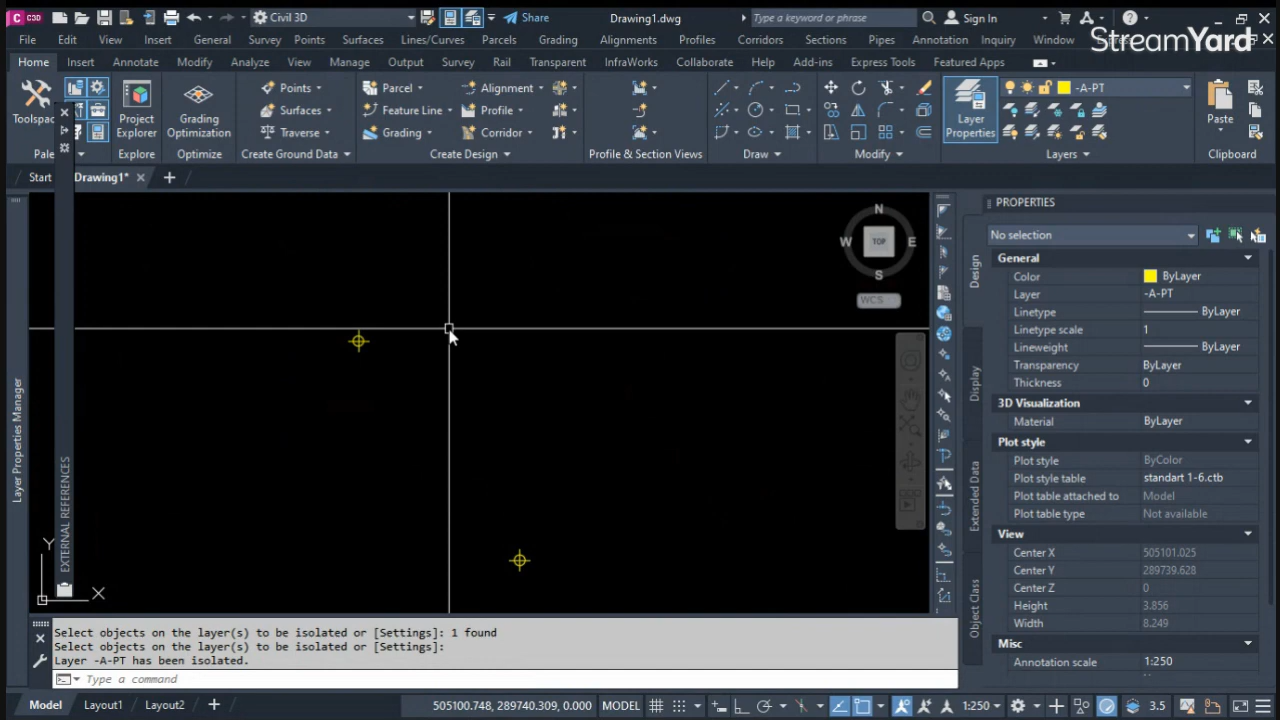 C3D Civil 3D Share Drawing1.dwg Type a keyword or phrase Sign In
File Edit View Insert General Survey Points Surfaces Lines/Curves Parcels Grading Alignments Profiles Corridors Sections Pipes Annotation Inquiry Window
StreamYard
Home Insert Annotate Modify Analyze View Manage Output Survey Rail Transparent InfraWorks Collaborate Help Add-ins Express Tools Featured Apps
Points Parcel Alignment -A-PT
Surfaces Feature Line Profile
Traverse Grading Corridor
Toolspace
Project Explorer
Grading Optimization
Layer Properties
Paste
Explore Optimize Create Ground Data Create Design Profile & Section Views Draw Modify Layers Clipboard
Start Drawing1*
N
W TOP E
S
WCS
Layer Properties Manager
EXTERNAL REFERENCES
Y
X
PROPERTIES
No selection
Design
Display
Extended Data
Object Class
General
Color ByLayer
Layer -A-PT
Linetype ByLayer
Linetype scale 1
Lineweight ByLayer
Transparency ByLayer
Thickness 0
3D Visualization
Material ByLayer
Plot style
Plot style ByColor
Plot style table standart 1-6.ctb
Plot table attached to Model
Plot table type Not available
View
Center X 505101.025
Center Y 289739.628
Center Z 0
Height 3.856
Width 8.249
Misc
Annotation scale 1:250
Select objects on the layer(s) to be isolated or [Settings]: 1 found
Select objects on the layer(s) to be isolated or [Settings]:
Layer -A-PT has been isolated.
Type a command
Model Layout1 Layout2 505100.748, 289740.309, 0.000 MODEL 1:250 3.5